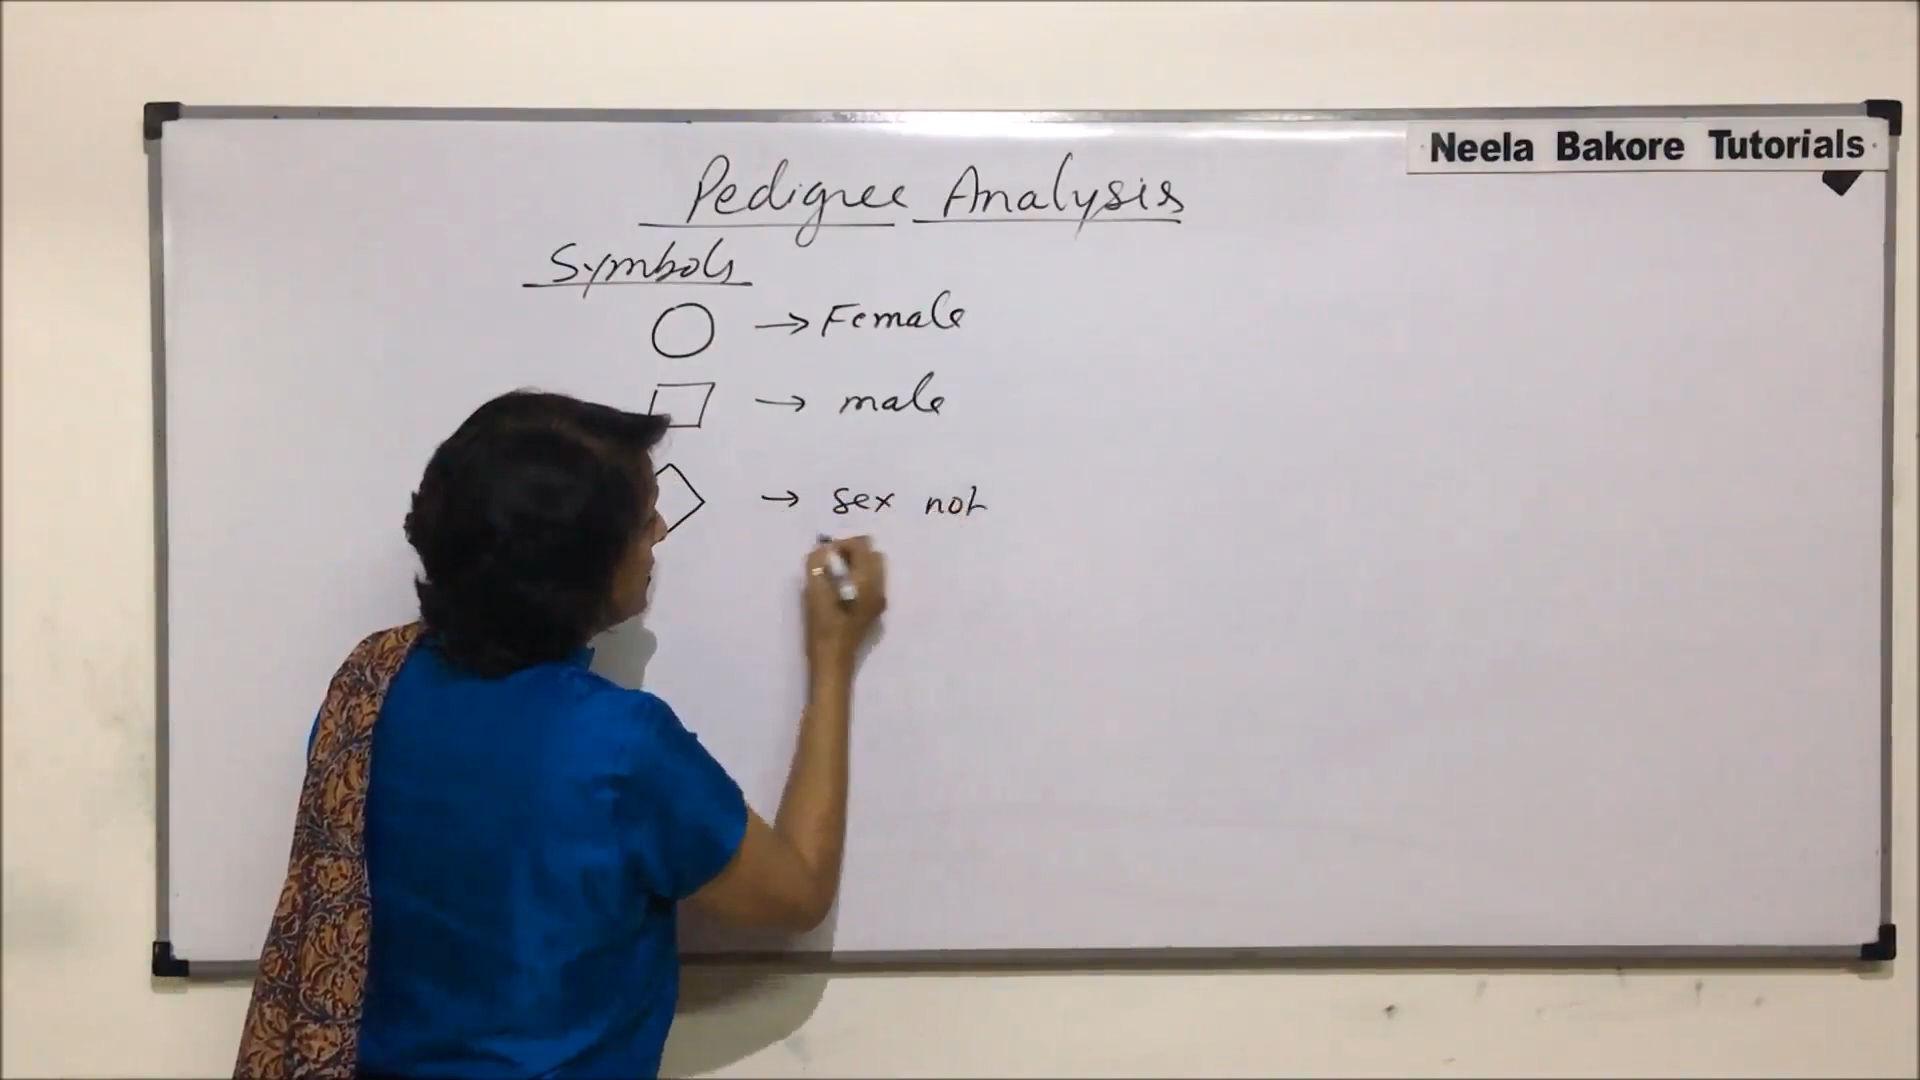 Neela Bakore Tutorials
Pedigree Analysis
Symbols
→ Female
→ male
→ sex not